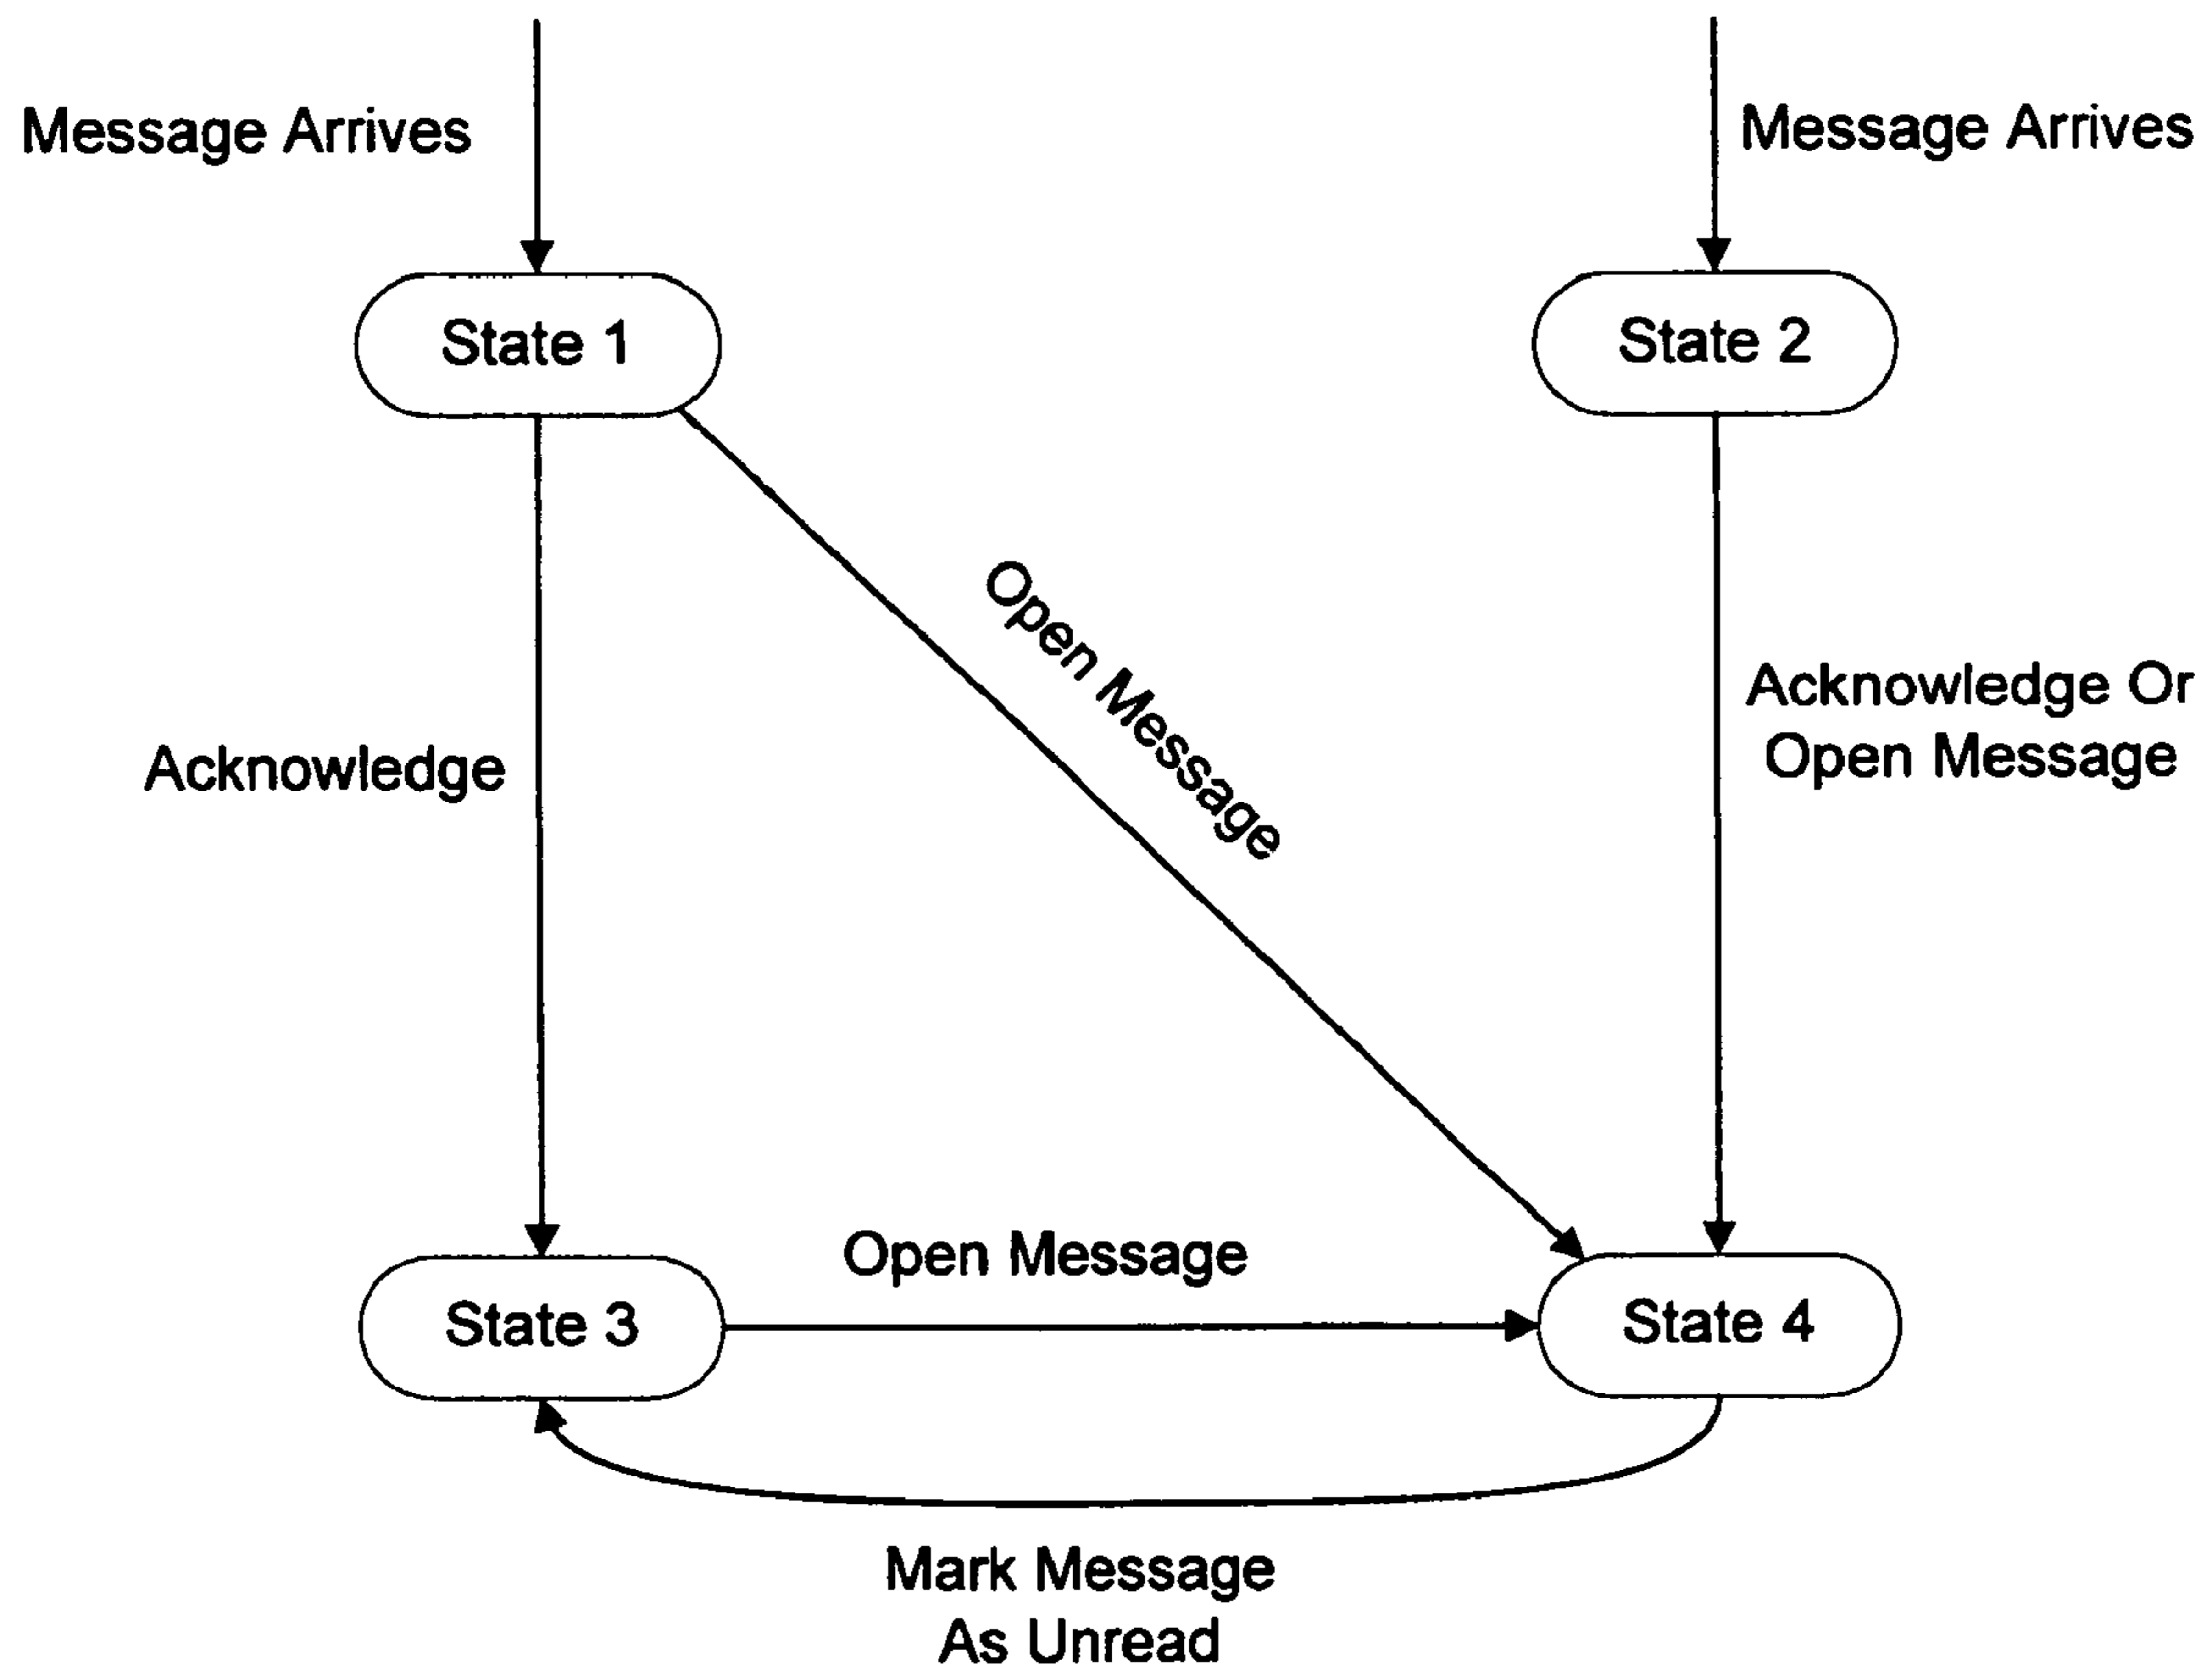 Message Arrives
Message Arrives
State 1
State 2
Open Message
Acknowledge Or
Open Message
Acknowledge
Open Message
State 3
State 4
Mark Message
As Unread